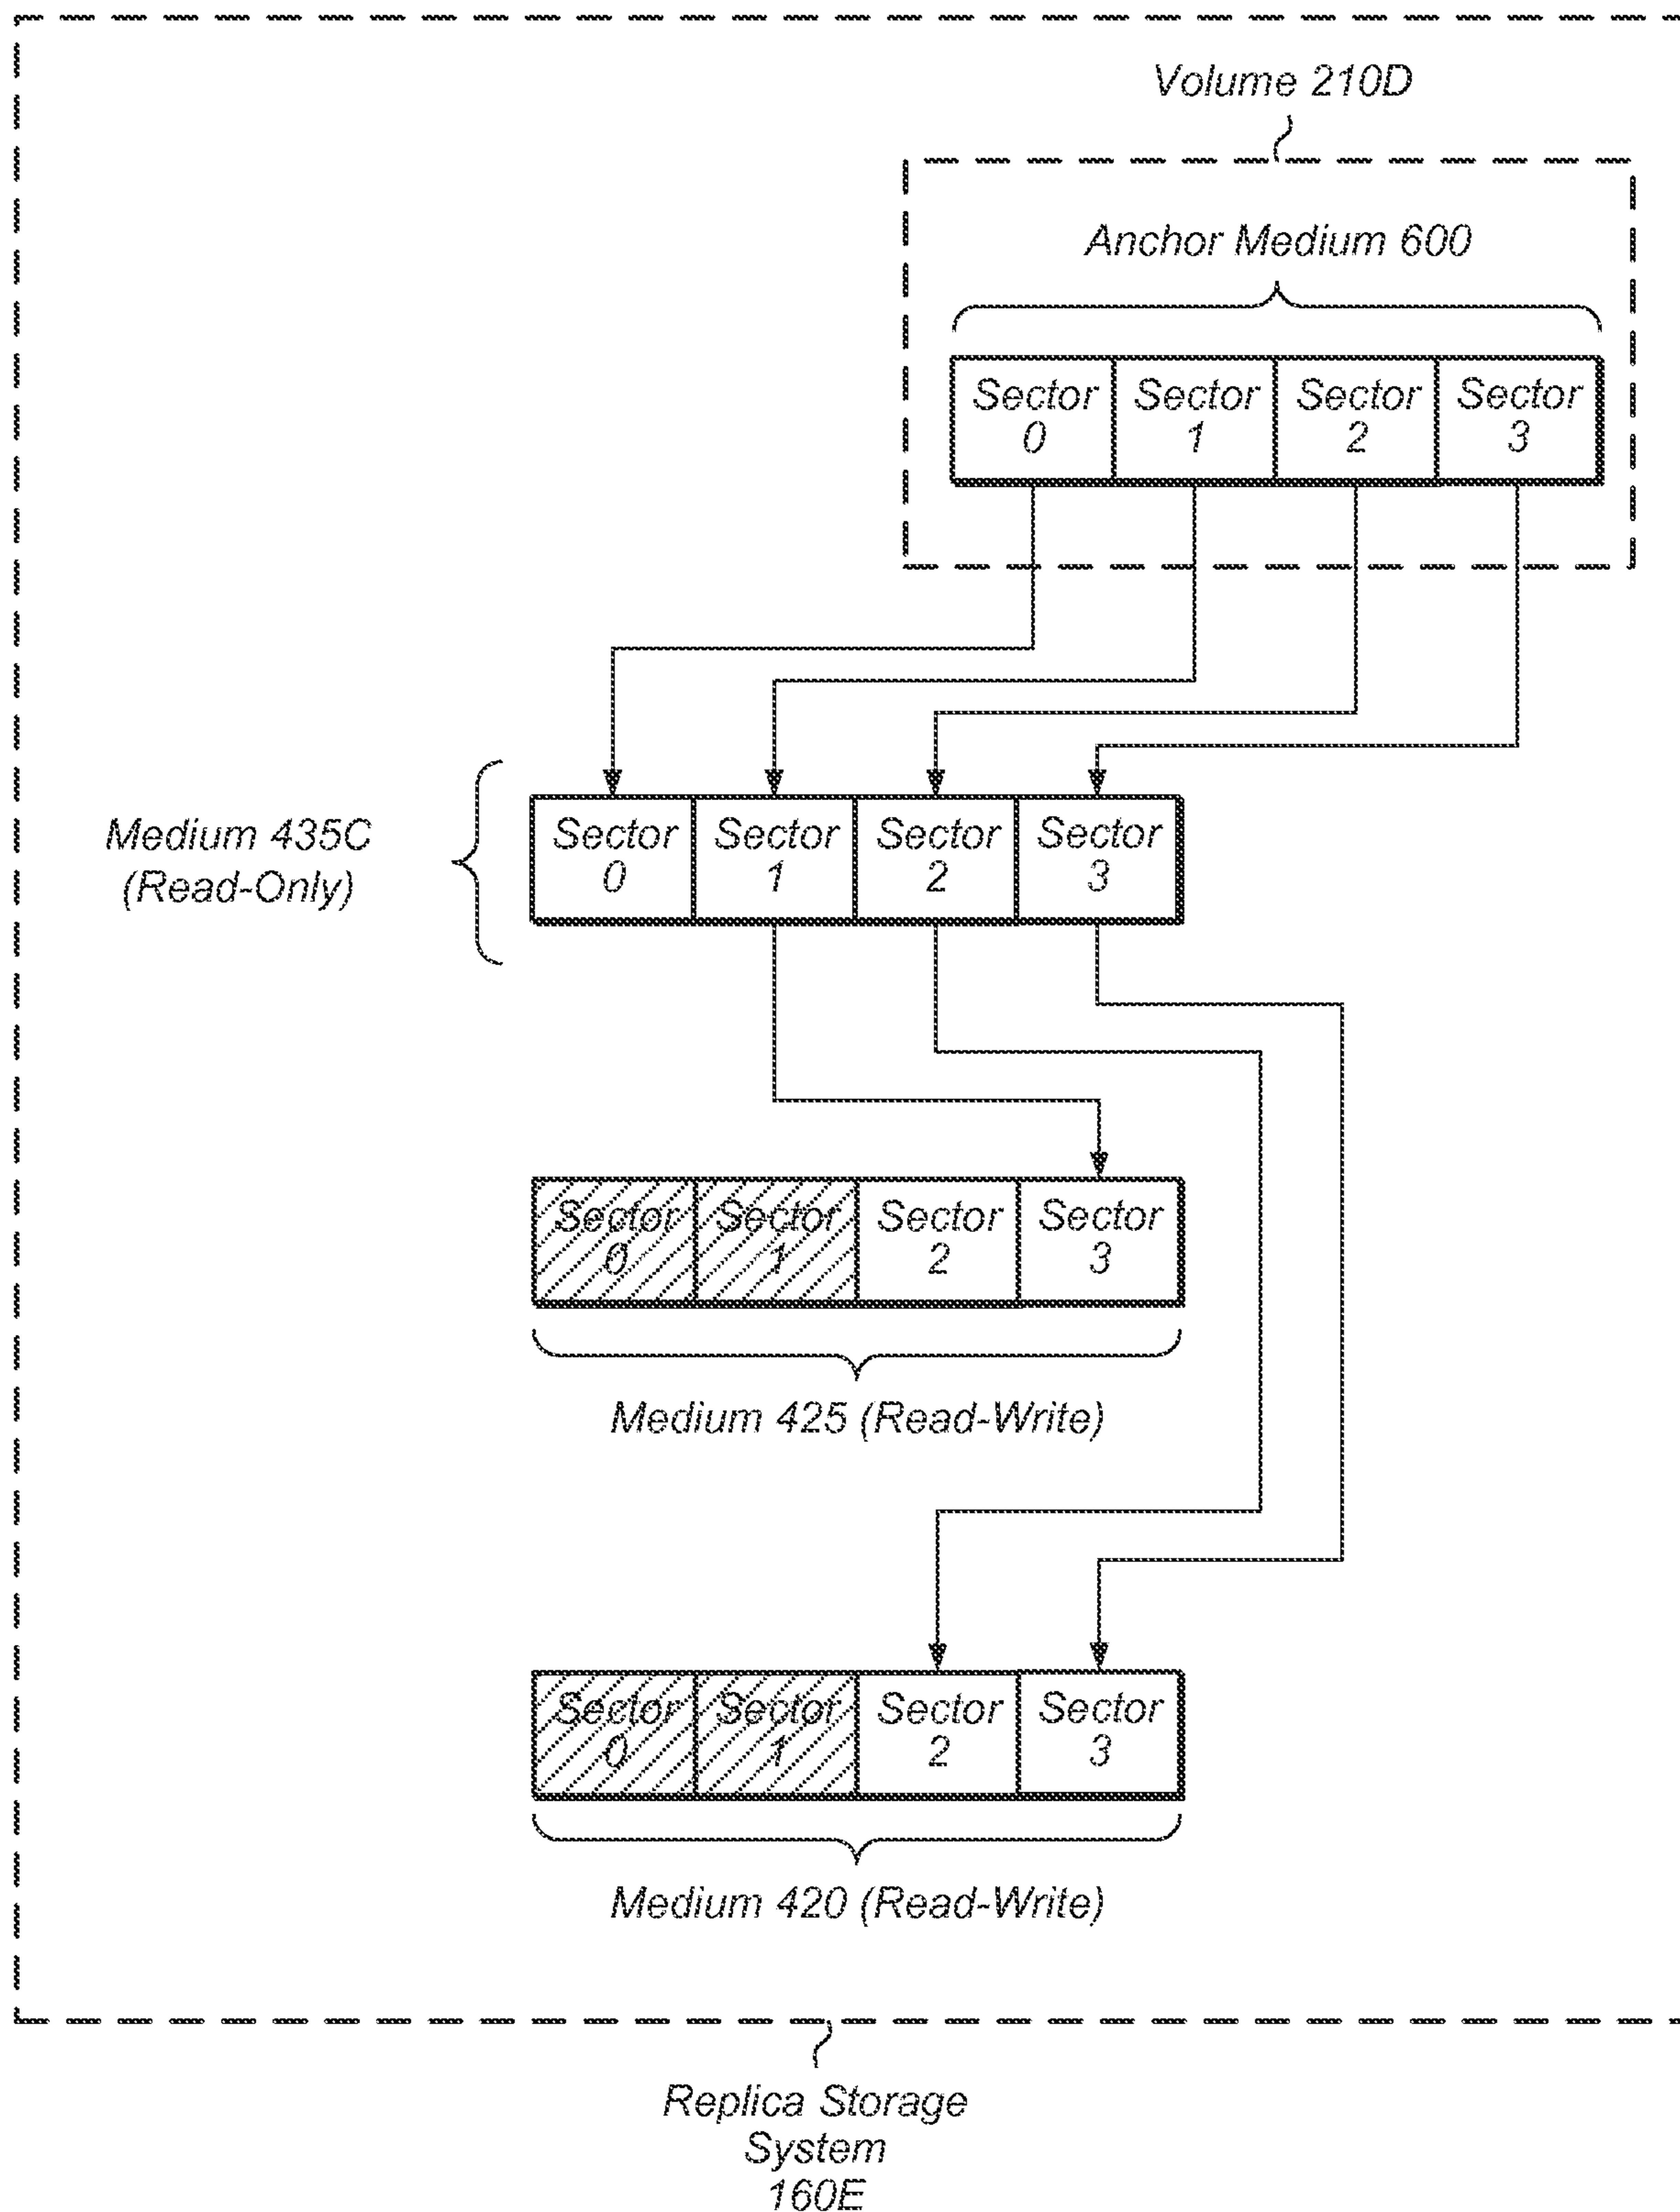 Volume 210D
Anchor Medium 600
Sector Sector Sector Sector
0 1 2 3
Medium 435C
(Read-Only)
Sector Sector Sector Sector
0 1 2 3
Sector Sector Sector Sector
0 1 2 3
Medium 425 (Read-Write)
Sector Sector Sector Sector
0 1 2 3
Medium 420 (Read-Write)
Replica Storage
System
160E